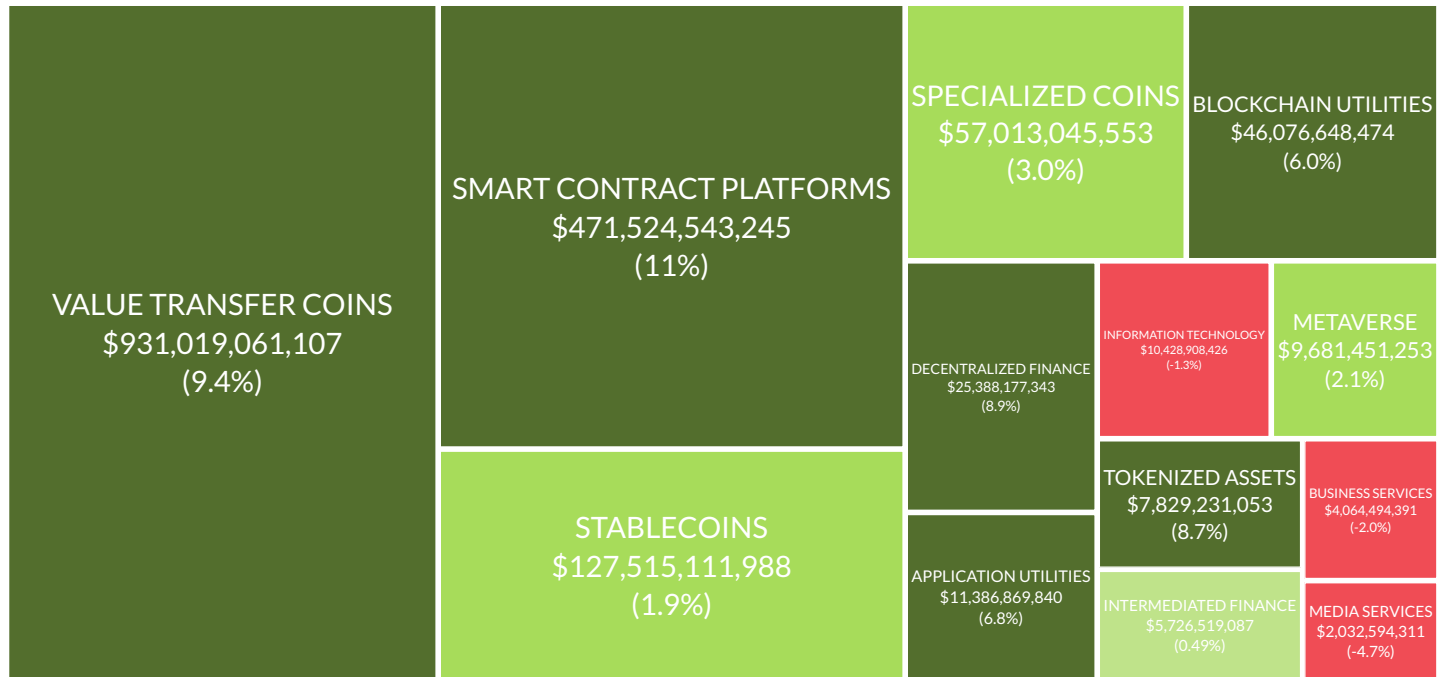 VALUE TRANSFER COINS
$931,019,061,107
(9.4%)
SMART CONTRACT PLATFORMS
$471,524,543,245
(11%)
STABLECOINS
$127,515,111,988
(1.9%)
SPECIALIZED COINS
$57,013,045,553
(3.0%)
BLOCKCHAIN UTILITIES
$46,076,648,474
(6.0%)
DECENTRALIZED FINANCE
$25,388,177,343
(8.9%)
APPLICATION UTILITIES
$11,386,869,840
(6.8%)
INFORMATION TECHNOLOGY
$10,428,908,426
(-1.3%)
METAVERSE
$9,681,451,253
(2.1%)
TOKENIZED ASSETS
$7,829,231,053
(8.7%)
INTERMEDIATED FINANCE
$5,726,519,087
(0.49%)
BUSINESS SERVICES
$4,064,494,391
(-2.0%)
MEDIA SERVICES
$2,032,594,311
(-4.7%)